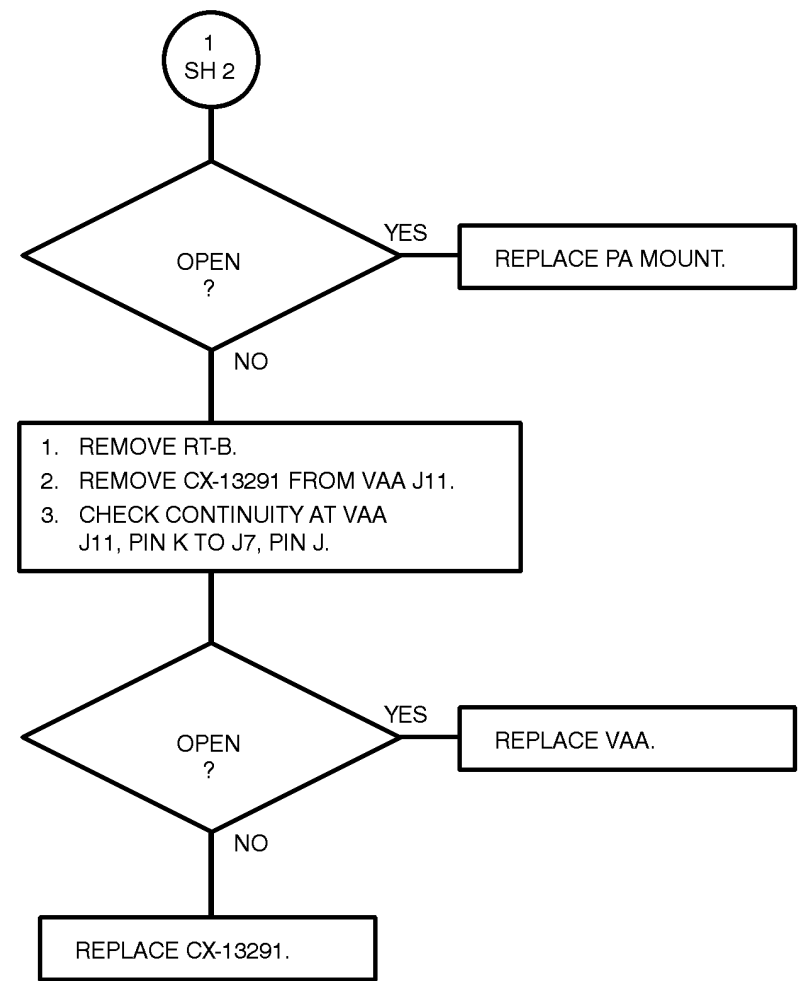 1
SH 2
OPEN
?
YES
REPLACE PA MOUNT.
NO
1. REMOVE RT-B.
2. REMOVE CX-13291 FROM VAA J11.
3. CHECK CONTINUITY AT VAA
J11, PIN K TO J7, PIN J.
OPEN
?
YES
REPLACE VAA.
NO
REPLACE CX-13291.